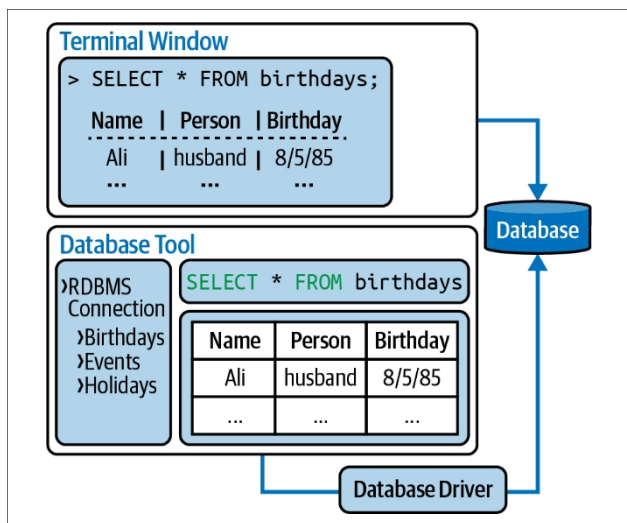 Terminal Window
> SELECT * FROM birthdays;
Name | Person | Birthday
Ali | husband | 8/5/85
... ... ...
Database
Database Tool
❯RDBMS
Connection
❯Birthdays
❯Events
❯Holidays
SELECT * FROM birthdays
Name Person Birthday
Ali husband 8/5/85
... ... ...
Database Driver